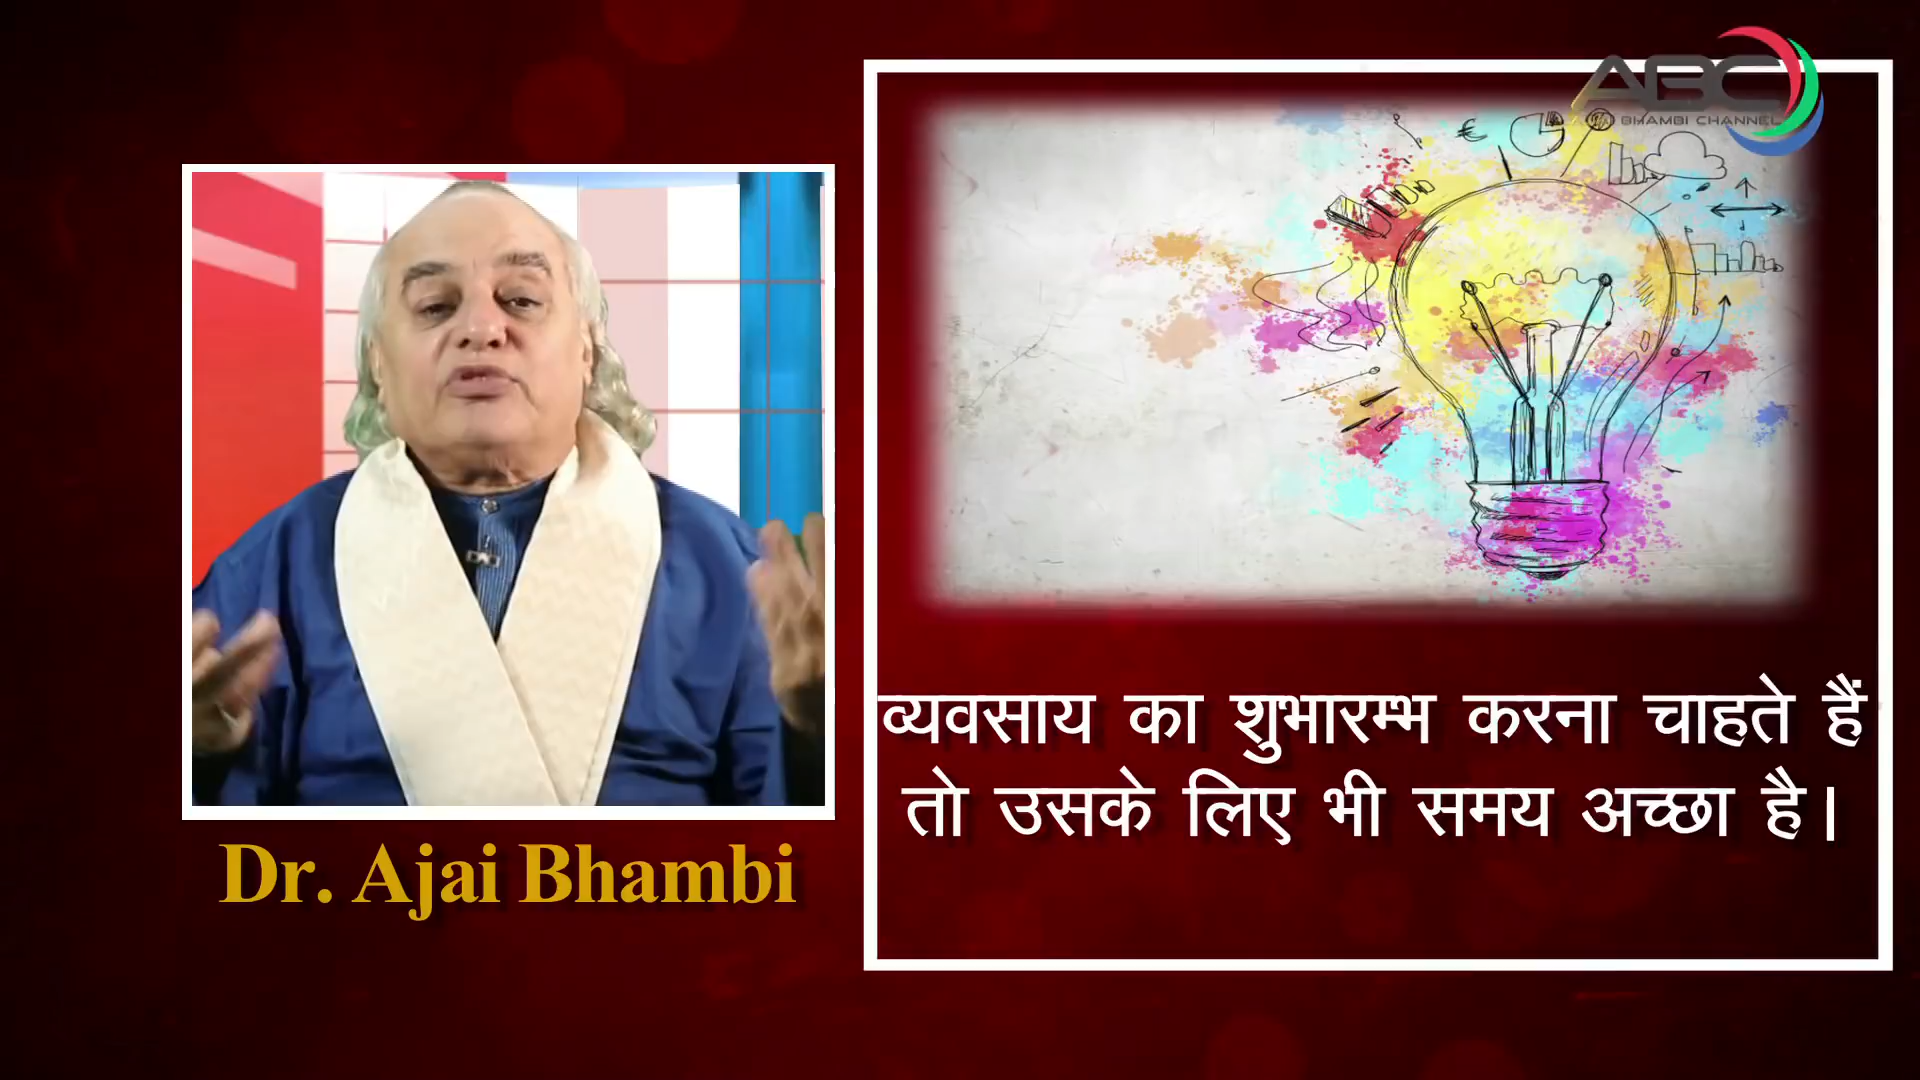 ABC
BHAMBI CHANNEL
व्यवसाय का शुभारम्भ करना चाहते हैं
तो उसके लिए भी समय अच्छा है।
Dr. Ajai Bhambi